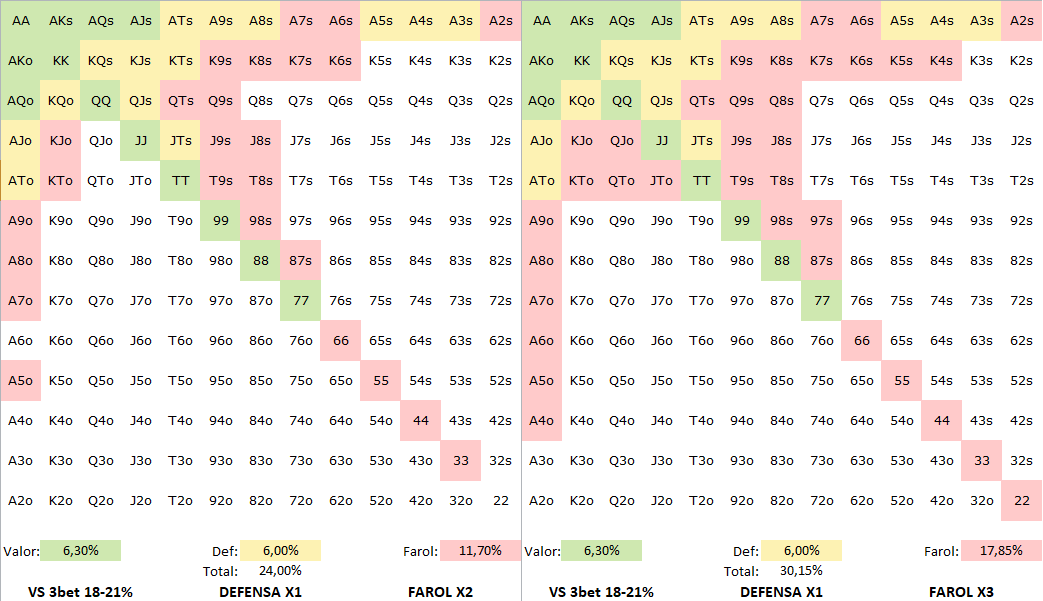 AA AKs AQs AJs ATs A9s A8s A7s A6s A5s A4s A3s A2s AA AKs AQs AJs ATs A9s A8s A7s A6s A5s A4s A3s A2s
AKo KK KQs KJs KTs K9s K8s K7s K6s K5s K4s K3s K2s AKo KK KQs KJs KTs K9s K8s K7s K6s K5s K4s K3s K2s
AQo KQo QQ QJs QTs Q9s Q8s Q7s Q6s Q5s Q4s Q3s Q2s AQo KQo QQ QJs QTs Q9s Q8s Q7s Q6s Q5s Q4s Q3s Q2s
AJo KJo QJo JJ JTs J9s J8s J7s J6s J5s J4s J3s J2s AJo KJo QJo JJ JTs J9s J8s J7s J6s J5s J4s J3s J2s
ATo KTo QTo JTo TT T9s T8s T7s T6s T5s T4s T3s T2s ATo KTo QTo JTo TT T9s T8s T7s T6s T5s T4s T3s T2s
A9o K9o Q9o J9o T9o 99 98s 97s 96s 95s 94s 93s 92s A9o K9o Q9o J9o T9o 99 98s 97s 96s 95s 94s 93s 92s
A8o K8o Q8o J8o T8o 98o 88 87s 86s 85s 84s 83s 82s A8o K8o Q8o J8o T8o 98o 88 87s 86s 85s 84s 83s 82s
A7o K7o Q7o J7o T7o 97o 87o 77 76s 75s 74s 73s 72s A7o K7o Q7o J7o T7o 97o 87o 77 76s 75s 74s 73s 72s
A6o K6o Q6o J6o T6o 96o 86o 76o 66 65s 64s 63s 62s A6o K6o Q6o J6o T6o 96o 86o 76o 66 65s 64s 63s 62s
A5o K5o Q5o J5o T5o 95o 85o 75o 65o 55 54s 53s 52s A5o K5o Q5o J5o T5o 95o 85o 75o 65o 55 54s 53s 52s
A4o K4o Q4o J4o T4o 94o 84o 74o 64o 54o 44 43s 42s A4o K4o Q4o J4o T4o 94o 84o 74o 64o 54o 44 43s 42s
A3o K3o Q3o J3o T3o 93o 83o 73o 63o 53o 43o 33 32s A3o K3o Q3o J3o T3o 93o 83o 73o 63o 53o 43o 33 32s
A2o K2o Q2o J2o T2o 92o 82o 72o 62o 52o 42o 32o 22 A2o K2o Q2o J2o T2o 92o 82o 72o 62o 52o 42o 32o 22
Valor: 6,30% Def: 6,00% Farol: 11,70% Valor: 6,30% Def: 6,00% Farol: 17,85%
Total: 24,00% Total: 30,15%
VS 3bet 18-21% DEFENSA X1 FAROL X2 VS 3bet 18-21% DEFENSA X1 FAROL X3